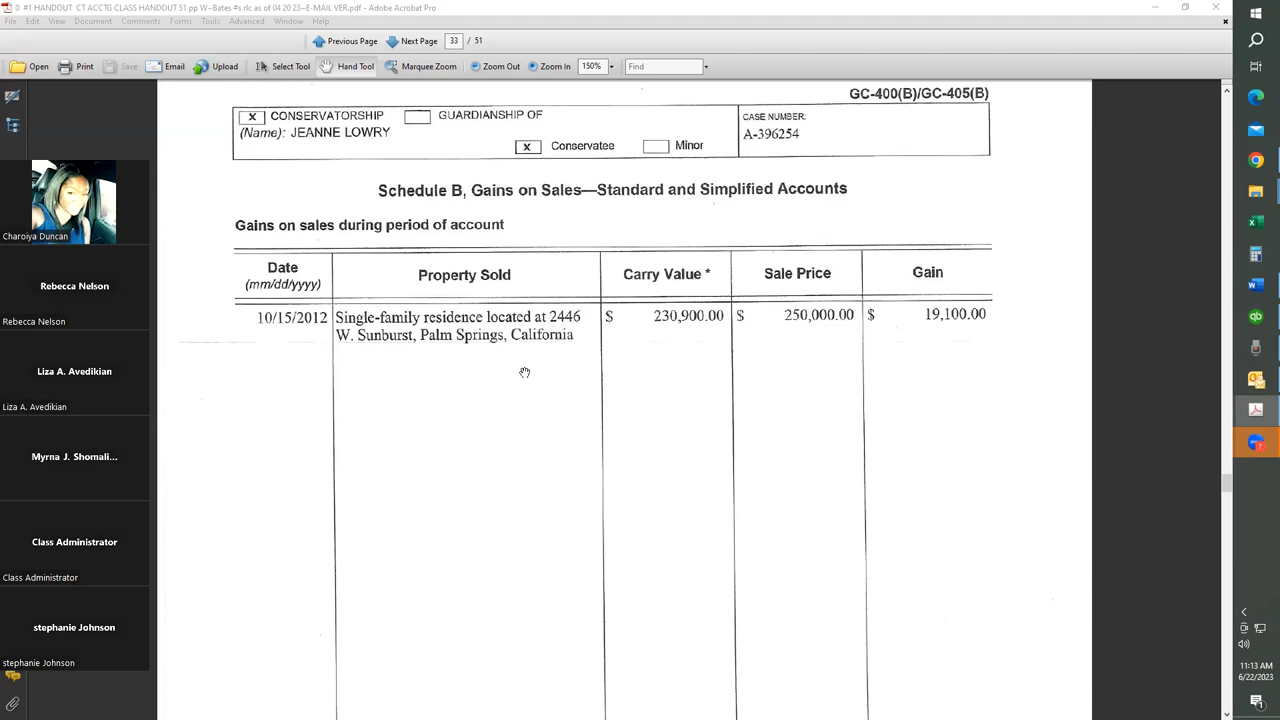 0 #1 HANDOUT CT ACCTG CLASS HANDOUT 51 pp W~Bates #s rlc as of 04 20 23~E-MAIL VER.pdf - Adobe Acrobat Pro
File Edit View Document Comments Forms Tools Advanced Window Help
Previous Page Next Page 33 / 51
Open Print Save Email Upload Select Tool Hand Tool Marquee Zoom Zoom Out Zoom In 150% Find
GC-400(B)/GC-405(B)
x CONSERVATORSHIP GUARDIANSHIP OF
(Name): JEANNE LOWRY
x Conservatee Minor
CASE NUMBER:
A-396254
Schedule B, Gains on Sales—Standard and Simplified Accounts
Gains on sales during period of account
Date
(mm/dd/yyyy)
Property Sold
Carry Value *
Sale Price
Gain
10/15/2012 Single-family residence located at 2446 $ 230,900.00 $ 250,000.00 $ 19,100.00
W. Sunburst, Palm Springs, California
Charoiya Duncan
Rebecca Nelson
Rebecca Nelson
Liza A. Avedikian
Liza A. Avedikian
Myrna J. Shomali...
Class Administrator
Class Administrator
stephanie Johnson
stephanie Johnson
11:13 AM
6/22/2023